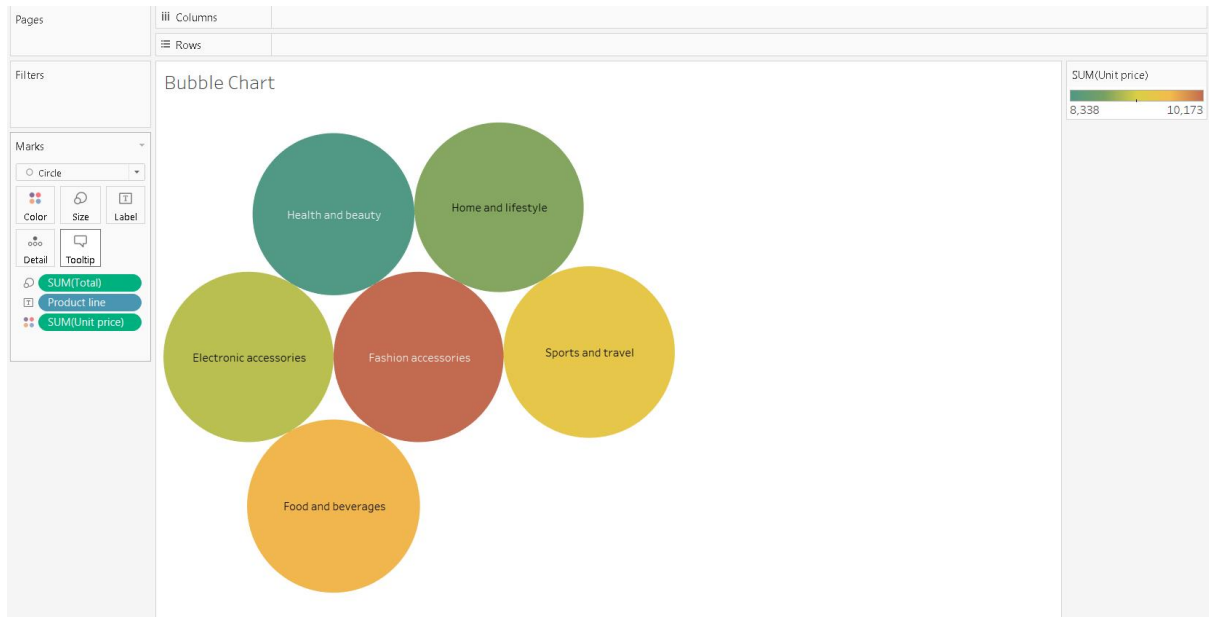 Pages
iii Columns
Rows
Filters
Bubble Chart
SUM(Unit price)
8,338 10,173
Marks
Circle
Color Size Label
Detail Tooltip
SUM(Total)
Product line
SUM(Unit price)
Health and beauty
Home and lifestyle
Electronic accessories
Fashion accessories
Sports and travel
Food and beverages